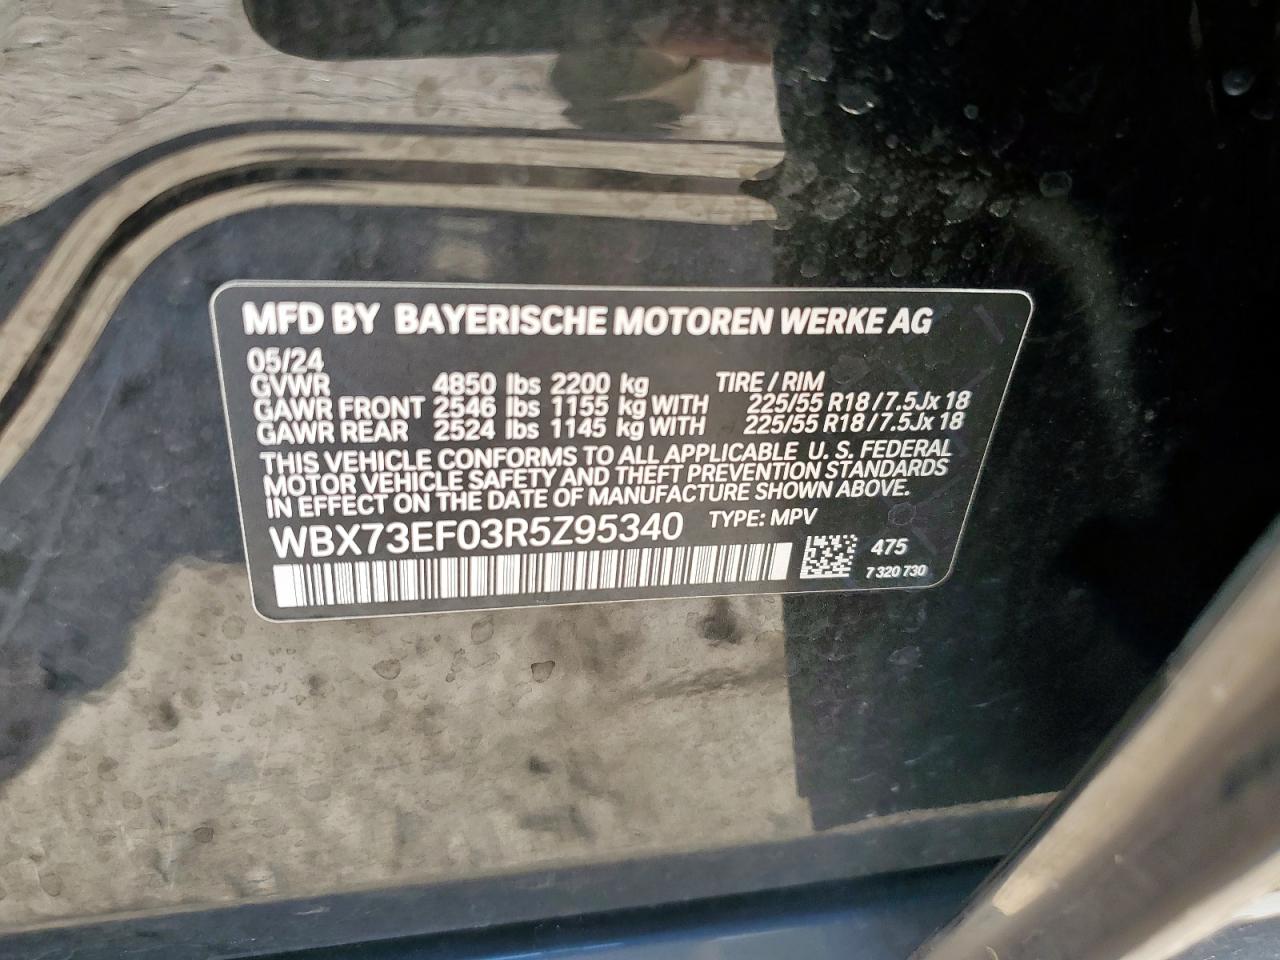 MFD BY BAYERISCHE MOTOREN WERKE AG
05/24
GVWR 4850 lbs 2200 kg TIRE / RIM
GAWR FRONT 2546 lbs 1155 kg WITH 225/55 R18 / 7.5Jx 18
GAWR REAR 2524 lbs 1145 kg WITH 225/55 R18 / 7.5Jx 18
THIS VEHICLE CONFORMS TO ALL APPLICABLE U. S. FEDERAL
MOTOR VEHICLE SAFETY AND THEFT PREVENTION STANDARDS
IN EFFECT ON THE DATE OF MANUFACTURE SHOWN ABOVE.
WBX73EF03R5Z95340 TYPE: MPV
475
7 320 730